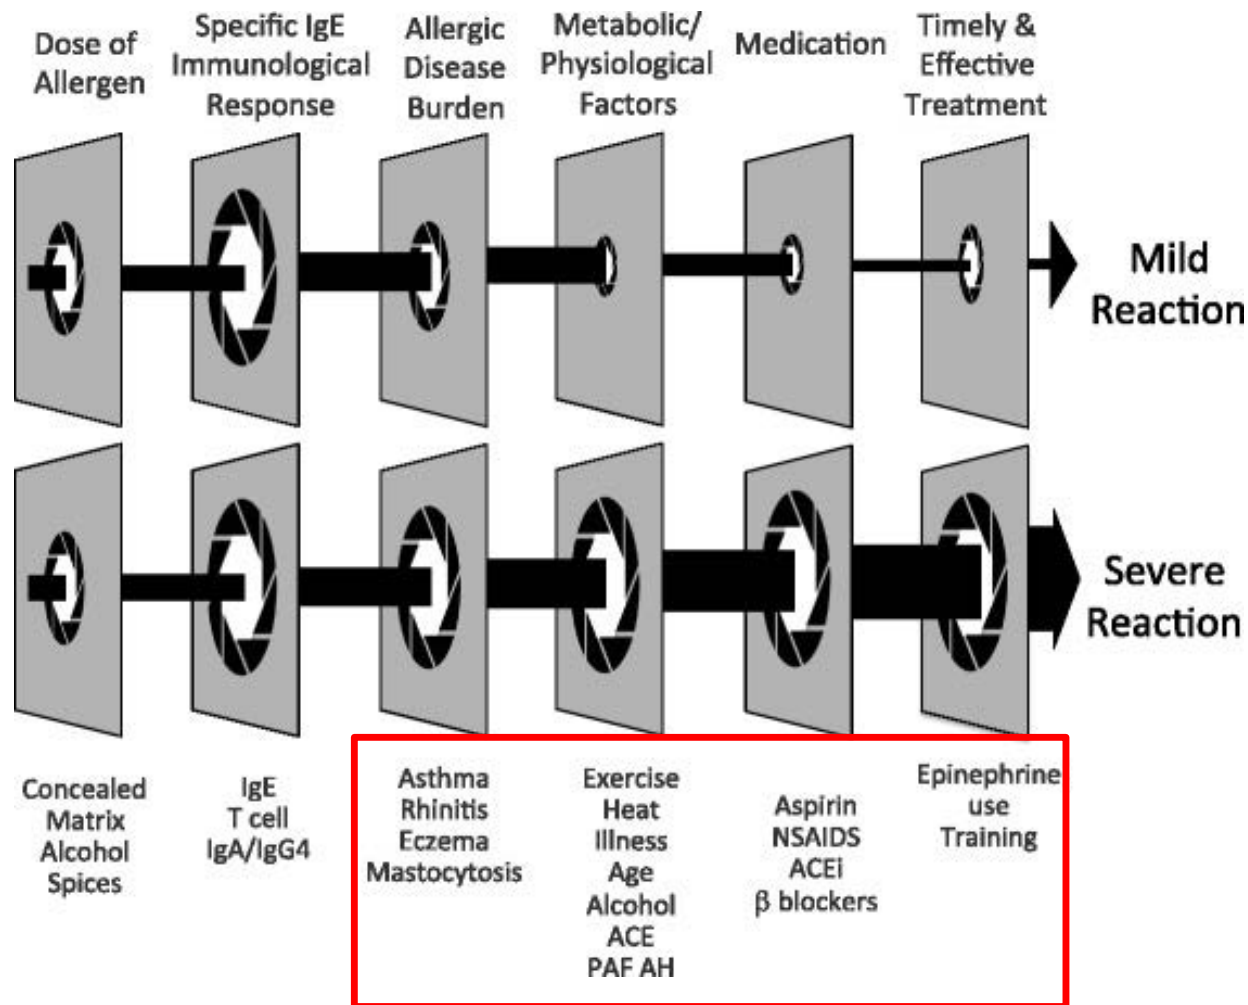 Dose of
Allergen
Specific IgE
Immunological
Response
Allergic
Disease
Burden
Metabolic/
Physiological
Factors
Medication
Timely &
Effective
Treatment
Mild
Reaction
Severe
Reaction
Concealed
Matrix
Alcohol
Spices
IgE
T cell
IgA/IgG4
Asthma
Rhinitis
Eczema
Mastocytosis
Exercise
Heat
Illness
Age
Alcohol
ACE
PAF AH
Aspirin
NSAIDS
ACEi
β blockers
Epinephrine
use
Training